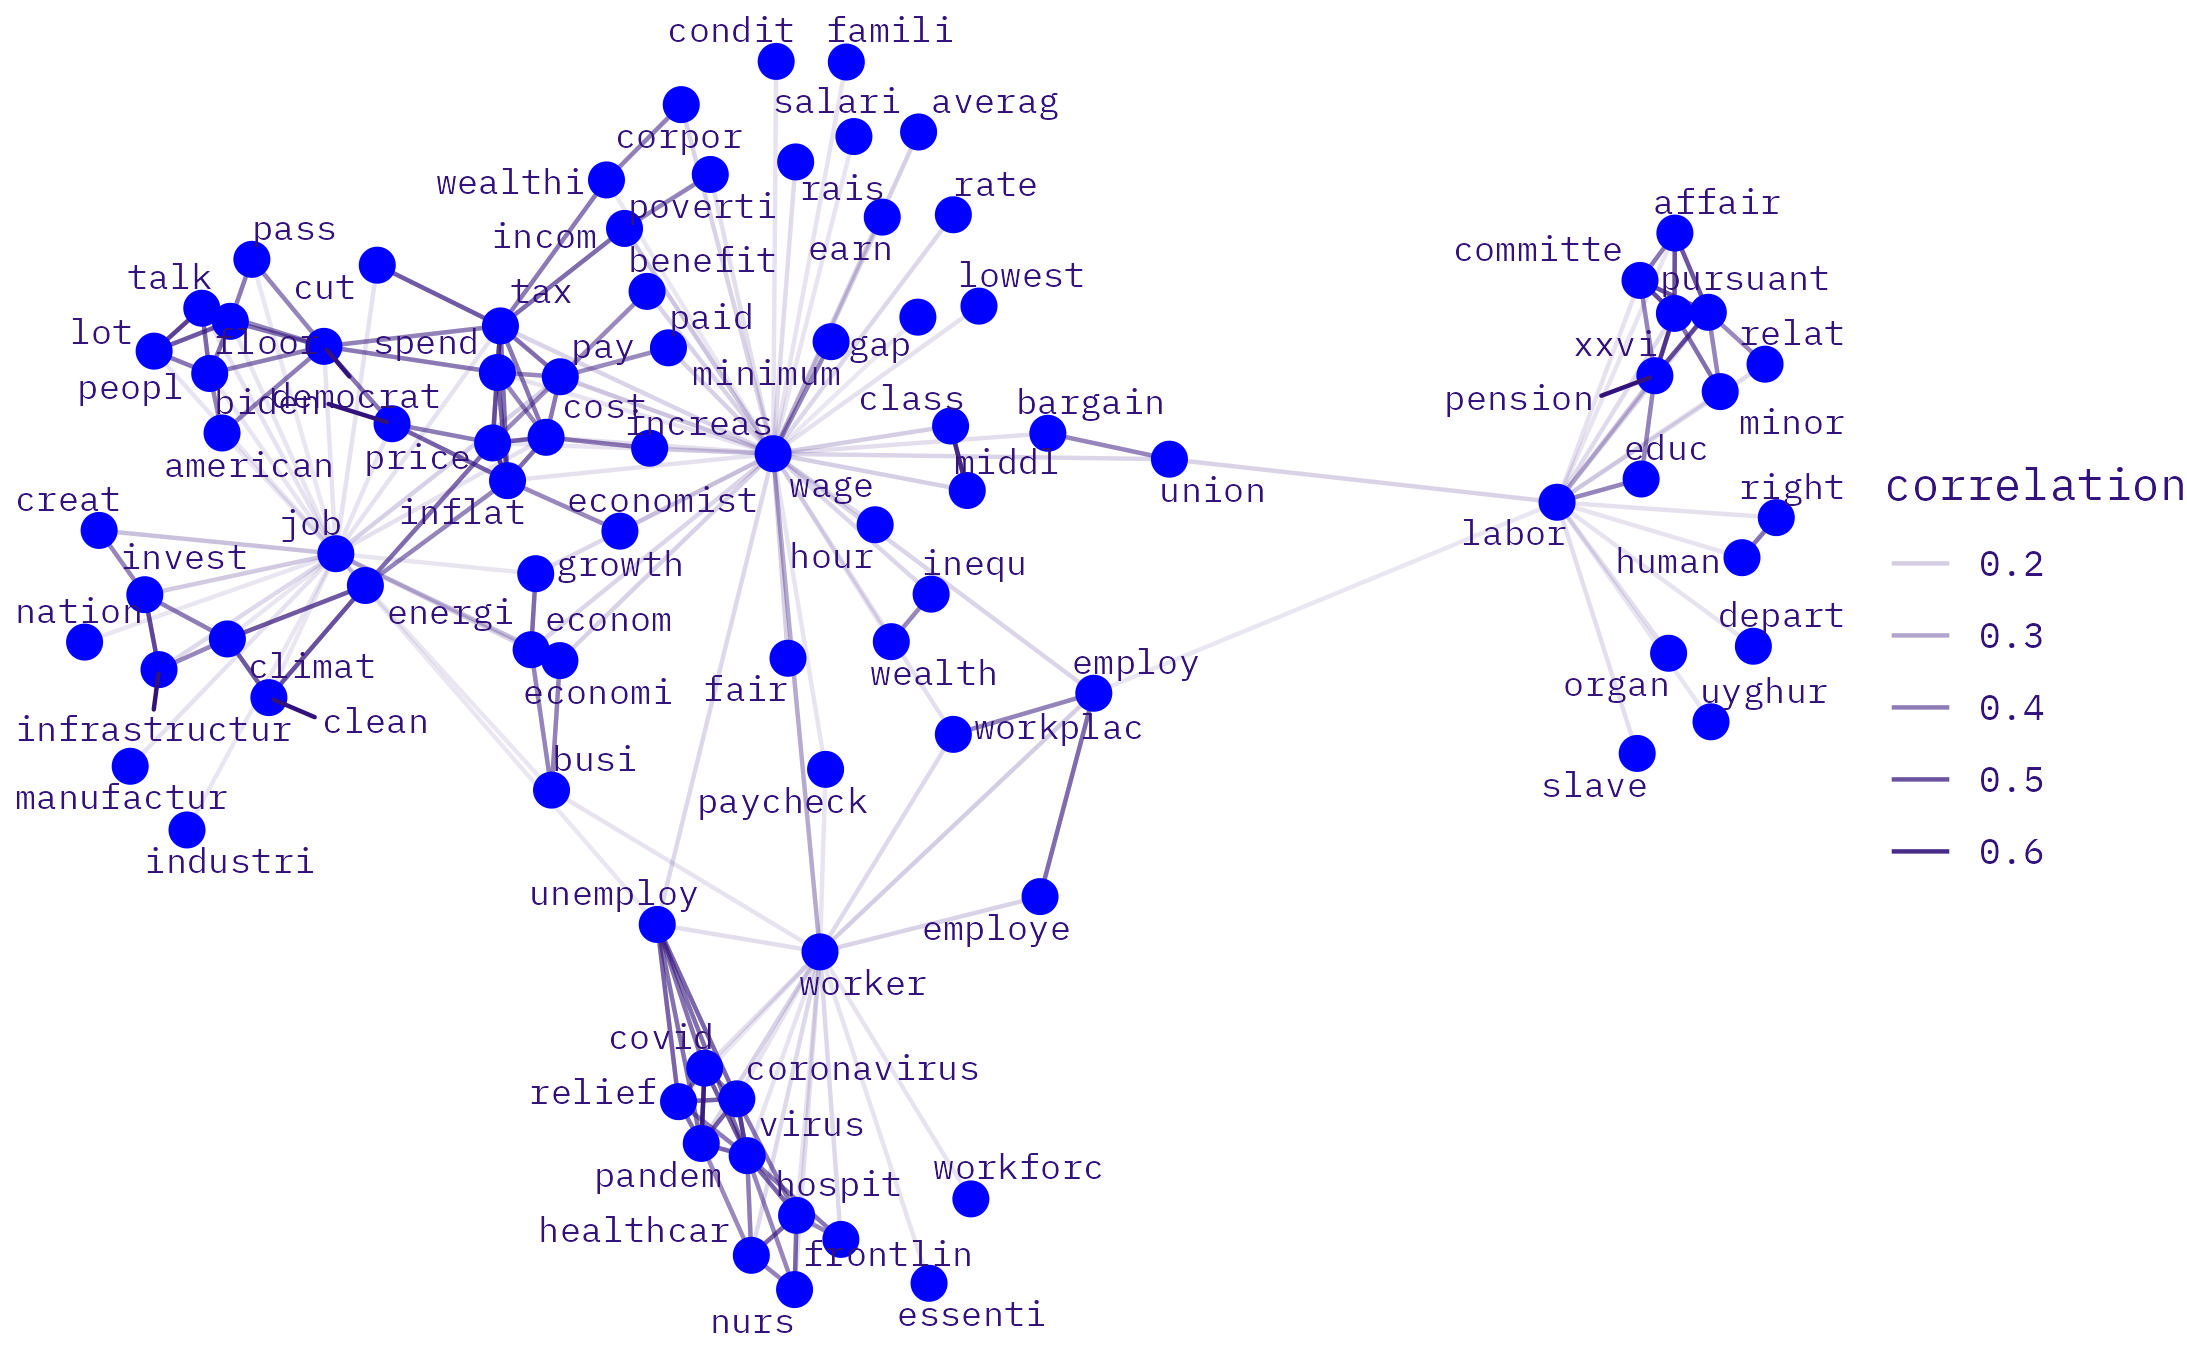 condit
famili
salari
averag
corpor
wealthi
rais
rate
poverti
affair
pass
incom
earn
committe
benefit
talk
cut
tax
lowest
pursuant
lot
floor
spend
paid
pay
gap
xxvi
relat
peopl
minimum
biden
democrat
cost
class
bargain
pension
increas
minor
american
price
middl
educ
creat
inflat
economist
wage
union
right
correlation
job
labor
invest
growth
hour
inequ
human
0.2
nation
energi
econom
depart
0.3
climat
economi
fair
wealth
employ
organ
uyghur
infrastructur
clean
workplac
0.4
busi
slave
0.5
manufactur
paycheck
industri
0.6
unemploy
employe
worker
covid
coronavirus
relief
virus
pandem
hospit
workforc
healthcar
frontlin
nurs
essenti